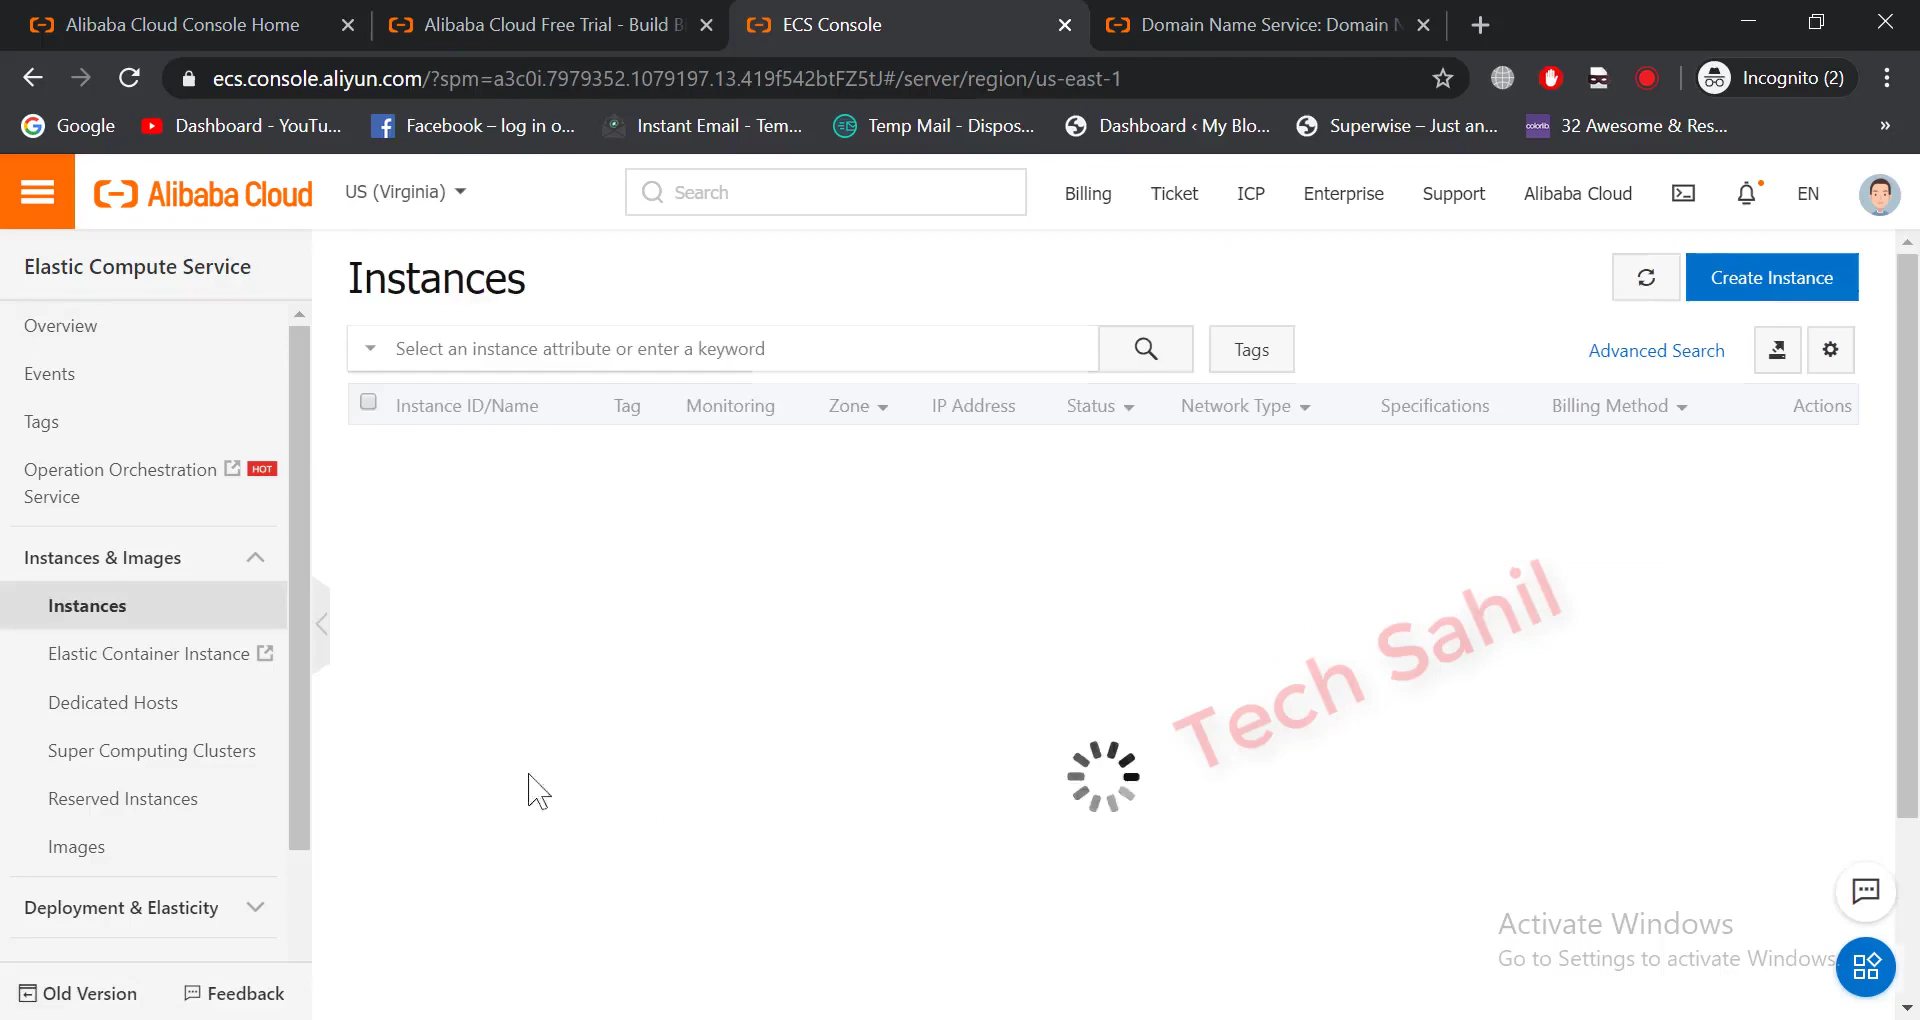 Alibaba Cloud Console Home
Alibaba Cloud Free Trial - Build B
ECS Console
Domain Name Service: Domain N
ecs.console.aliyun.com/?spm=a3c0i.7979352.1079197.13.419f542btFZ5tJ#/server/region/us-east-1
Incognito (2)
Google
Dashboard - YouTu...
Facebook – log in o...
Instant Email - Tem...
Temp Mail - Dispos...
Dashboard ‹ My Blo...
Superwise – Just an...
colorlib
32 Awesome & Res...
»
Alibaba Cloud
US (Virginia)
Search
Billing
Ticket
ICP
Enterprise
Support
Alibaba Cloud
EN
Elastic Compute Service
Overview
Events
Tags
Operation Orchestration
HOT
Service
Instances & Images
Instances
Elastic Container Instance
Dedicated Hosts
Super Computing Clusters
Reserved Instances
Images
Deployment & Elasticity
Old Version
Feedback
Instances
Create Instance
Select an instance attribute or enter a keyword
Tags
Advanced Search
Instance ID/Name
Tag
Monitoring
Zone
IP Address
Status
Network Type
Specifications
Billing Method
Actions
Tech Sahil
Activate Windows
Go to Settings to activate Windows.